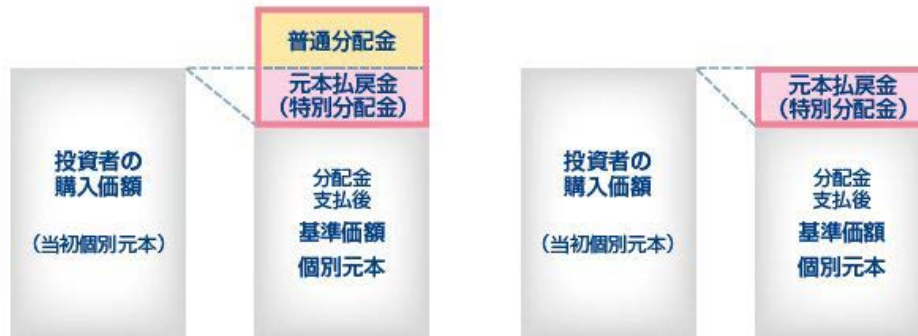 普通分配金
元本払戻金
(特別分配金)
投資者の
購入価額
(当初個別元本)
分配金
支払後
基準価額
個別元本
元本払戻金
(特別分配金)
投資者の
購入価額
(当初個別元本)
分配金
支払後
基準価額
個別元本